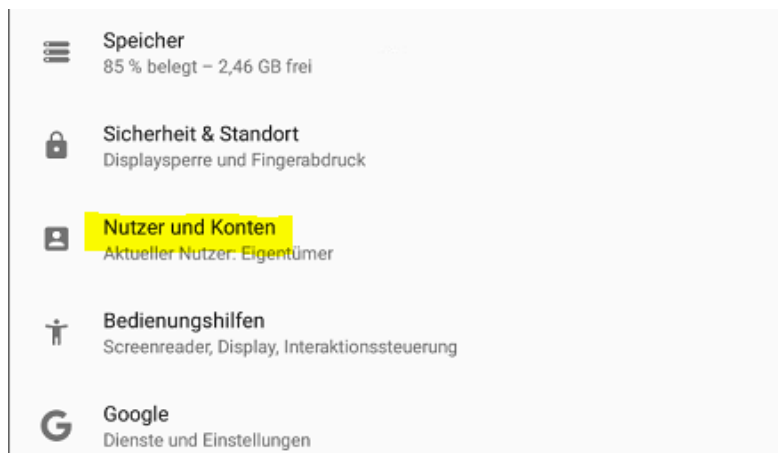 Speicher
85 % belegt – 2,46 GB frei
Sicherheit & Standort
Displaysperre und Fingerabdruck
Nutzer und Konten
Aktueller Nutzer: Eigentümer
Bedienungshilfen
Screenreader, Display, Interaktionssteuerung
Google
Dienste und Einstellungen